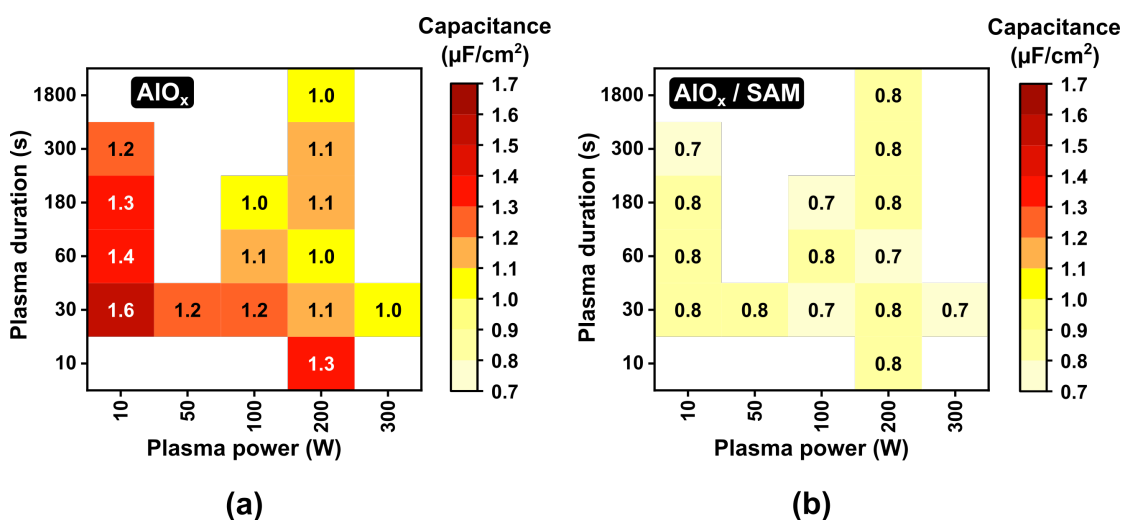 Capacitance
(µF/cm²)
AlOₓ
1800
300
180
60
30
10
Plasma duration (s)
1.0
1.2 1.1
1.3 1.0 1.1
1.4 1.1 1.0
1.6 1.2 1.2 1.1 1.0
1.3
10 50 100 200 300
Plasma power (W)
1.7
1.6
1.5
1.4
1.3
1.2
1.1
1.0
0.9
0.8
0.7
(a)
Capacitance
(µF/cm²)
AlOₓ / SAM
1800
300
180
60
30
10
Plasma duration (s)
0.8
0.7 0.8
0.8 0.7 0.8
0.8 0.8 0.7
0.8 0.8 0.7 0.8 0.7
0.8
10 50 100 200 300
Plasma power (W)
1.7
1.6
1.5
1.4
1.3
1.2
1.1
1.0
0.9
0.8
0.7
(b)